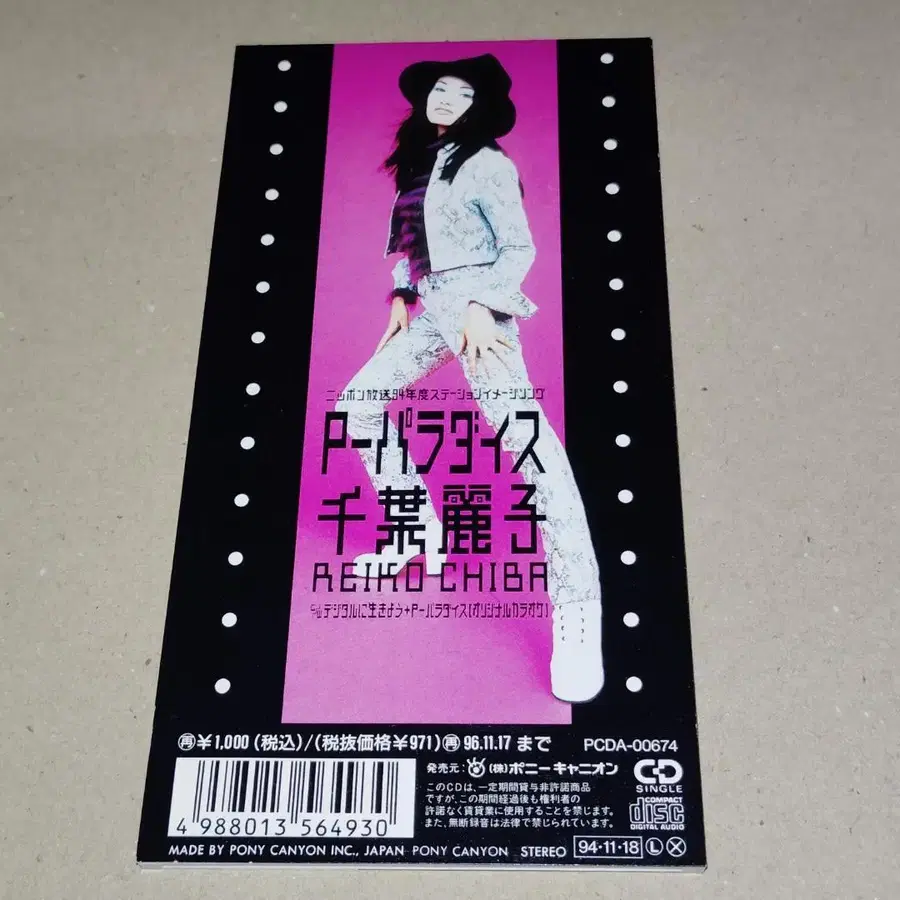 ニッポン放送94年度ステーションイメージソング
P-パラダイス
千葉麗子
REIKO CHIBA
c/w デジタルに生きよう+P-パラダイス[オリジナルカラオケ]
再¥1,000(税込)/(税抜価格¥971)再96.11.17まで
PCDA-00674
発売元:(株)ポニーキャニオン
このCDは、一定期間貸与非許諾商品
ですが、この期間経過後も権利者の
許諾なく賃貸業に使用することを禁じます。
また、無断録音は法律で禁じられています。
CD
SINGLE
COMPACT
disc
DIGITAL AUDIO
4 988013 564930
MADE BY PONY CANYON INC., JAPAN PONY CANYON STEREO 94·11·18 L X